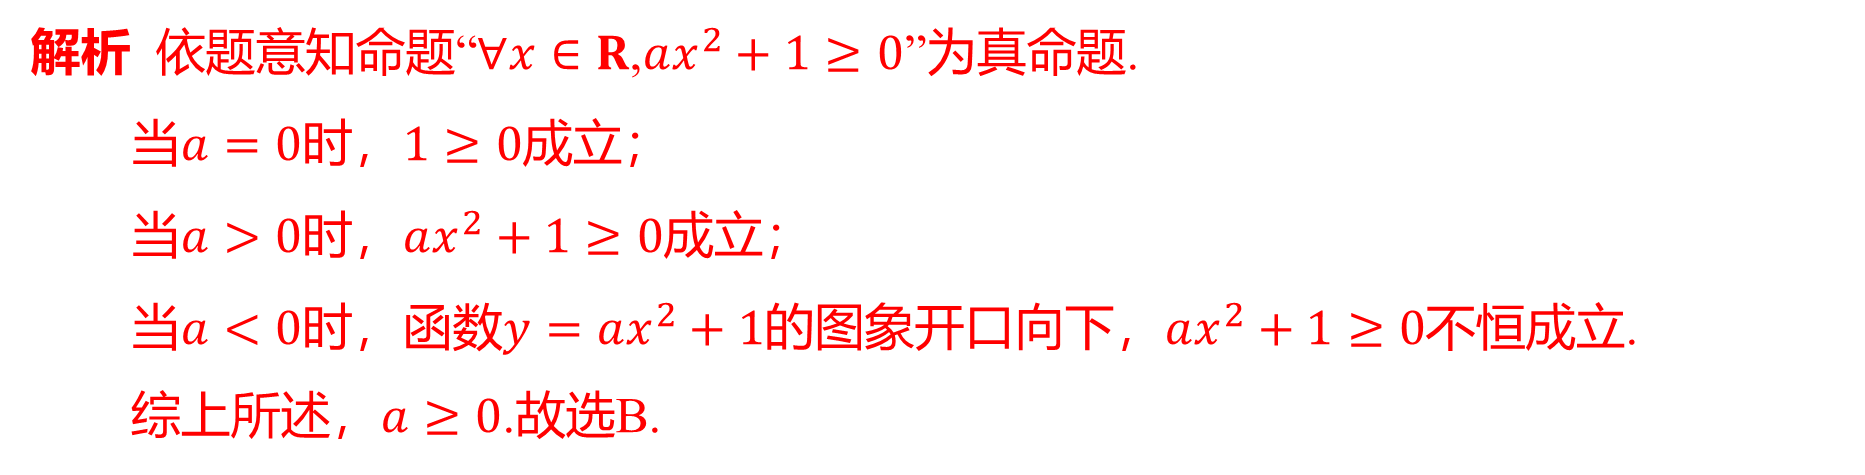 解析 依题意知命题“∀x ∈ R,ax² + 1 ≥ 0”为真命题.
当a = 0时，1 ≥ 0成立；
当a > 0时，ax² + 1 ≥ 0成立；
当a < 0时，函数y = ax² + 1的图象开口向下，ax² + 1 ≥ 0不恒成立.
综上所述，a ≥ 0.故选B.